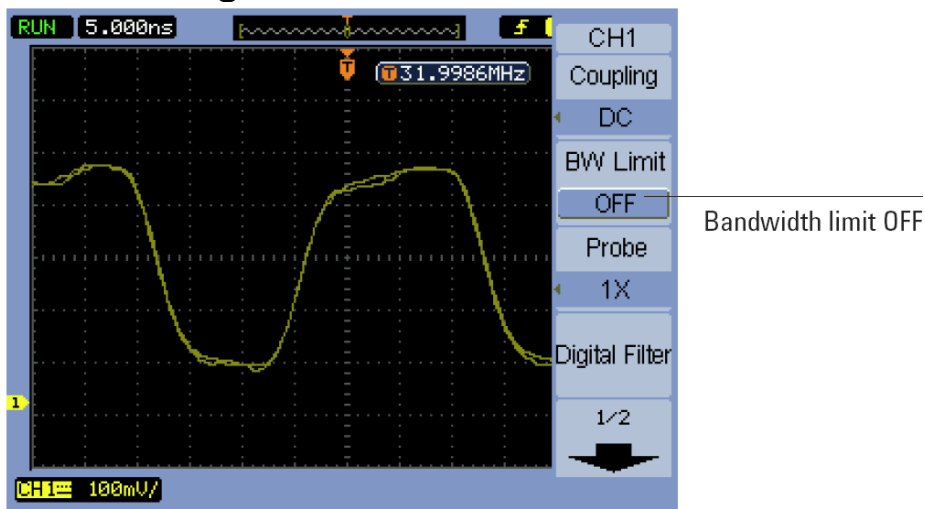 RUN 5.000ns
T
T
T 31.9986MHz
CH1
Coupling
DC
BW Limit
OFF
Bandwidth limit OFF
Probe
1X
Digital Filter
1/2
1
CH1 100mV/